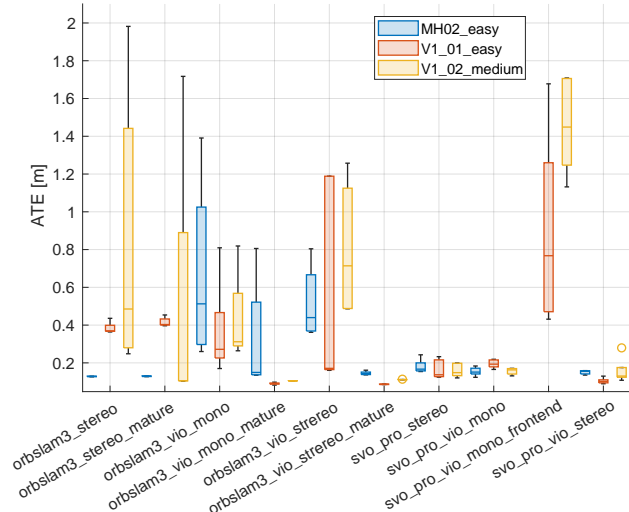 2
1.8
1.6
1.4
1.2
1
0.8
0.6
0.4
0.2
ATE [m]
MH02_easy
V1_01_easy
V1_02_medium
orbslam3_stereo
orbslam3_stereo_mature
orbslam3_vio_mono
orbslam3_vio_mono_mature
orbslam3_vio_strereo
orbslam3_vio_strereo_mature
svo_pro_stereo
svo_pro_vio_mono
svo_pro_vio_mono_frontend
svo_pro_vio_stereo